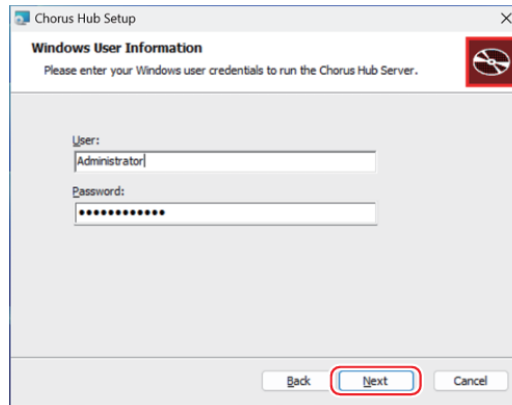 Chorus Hub Setup
Windows User Information
Please enter your Windows user credentials to run the Chorus Hub Server.
User:
Administrator
Password:
••••••••••••
Back Next Cancel